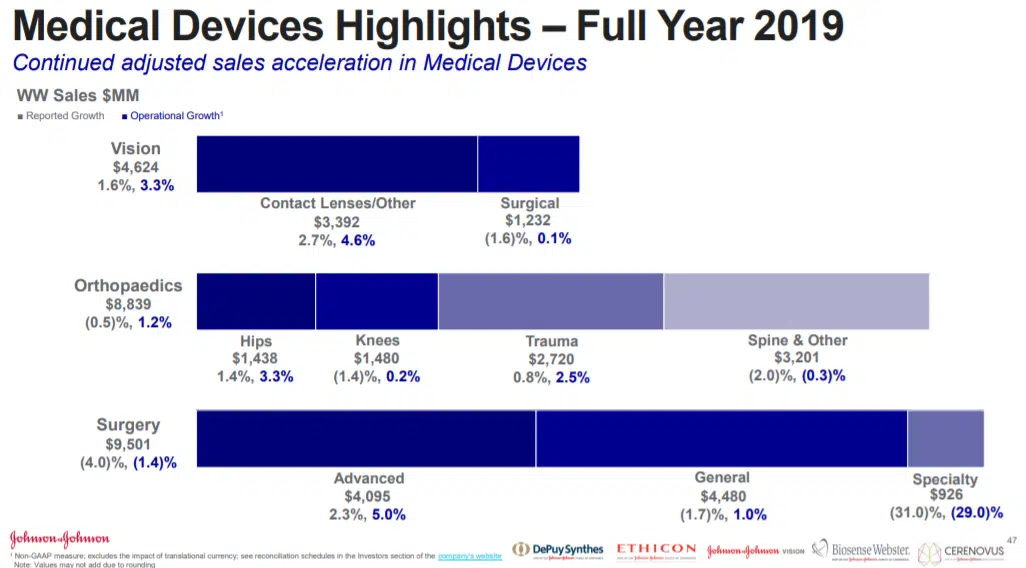 Medical Devices Highlights – Full Year 2019
Continued adjusted sales acceleration in Medical Devices
WW Sales $MM
■ Reported Growth ■ Operational Growth¹
Vision
$4,624
1.6%, 3.3%
Contact Lenses/Other
$3,392
2.7%, 4.6%
Surgical
$1,232
(1.6)%, 0.1%
Orthopaedics
$8,839
(0.5)%, 1.2%
Hips
$1,438
1.4%, 3.3%
Knees
$1,480
(1.4)%, 0.2%
Trauma
$2,720
0.8%, 2.5%
Spine & Other
$3,201
(2.0)%, (0.3)%
Surgery
$9,501
(4.0)%, (1.4)%
Advanced
$4,095
2.3%, 5.0%
General
$4,480
(1.7)%, 1.0%
Specialty
$926
(31.0)%, (29.0)%
Johnson & Johnson
¹ Non-GAAP measure; excludes the impact of translational currency; see reconciliation schedules in the Investors section of the company's website
Note: Values may not add due to rounding
DePuy Synthes
ETHICON
Johnson & Johnson VISION
Biosense Webster
CERENOVUS
47